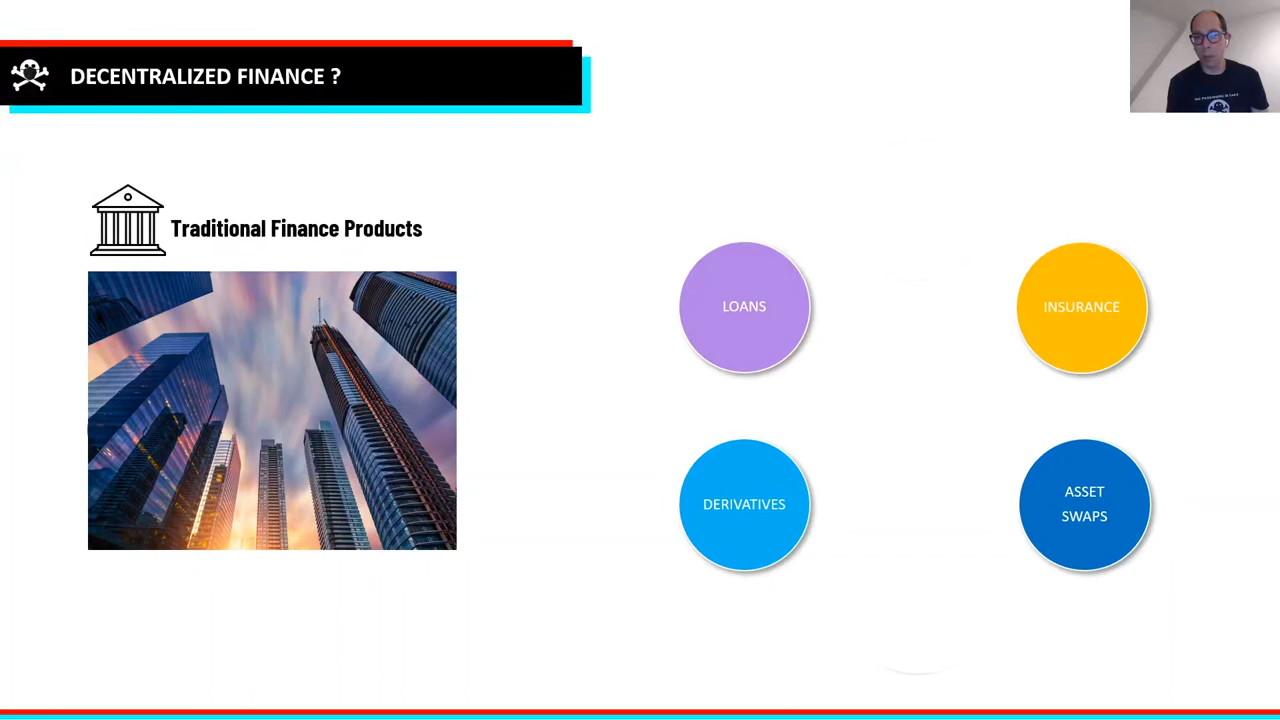 DECENTRALIZED FINANCE ?
Traditional Finance Products
LOANS
INSURANCE
DERIVATIVES
ASSET
SWAPS